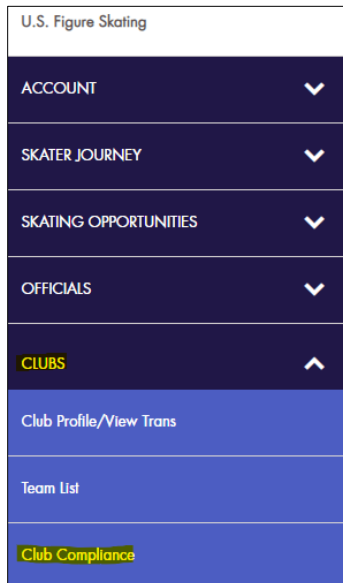 U.S. Figure Skating
ACCOUNT
SKATER JOURNEY
SKATING OPPORTUNITIES
OFFICIALS
CLUBS
Club Profile/View Trans
Team List
Club Compliance